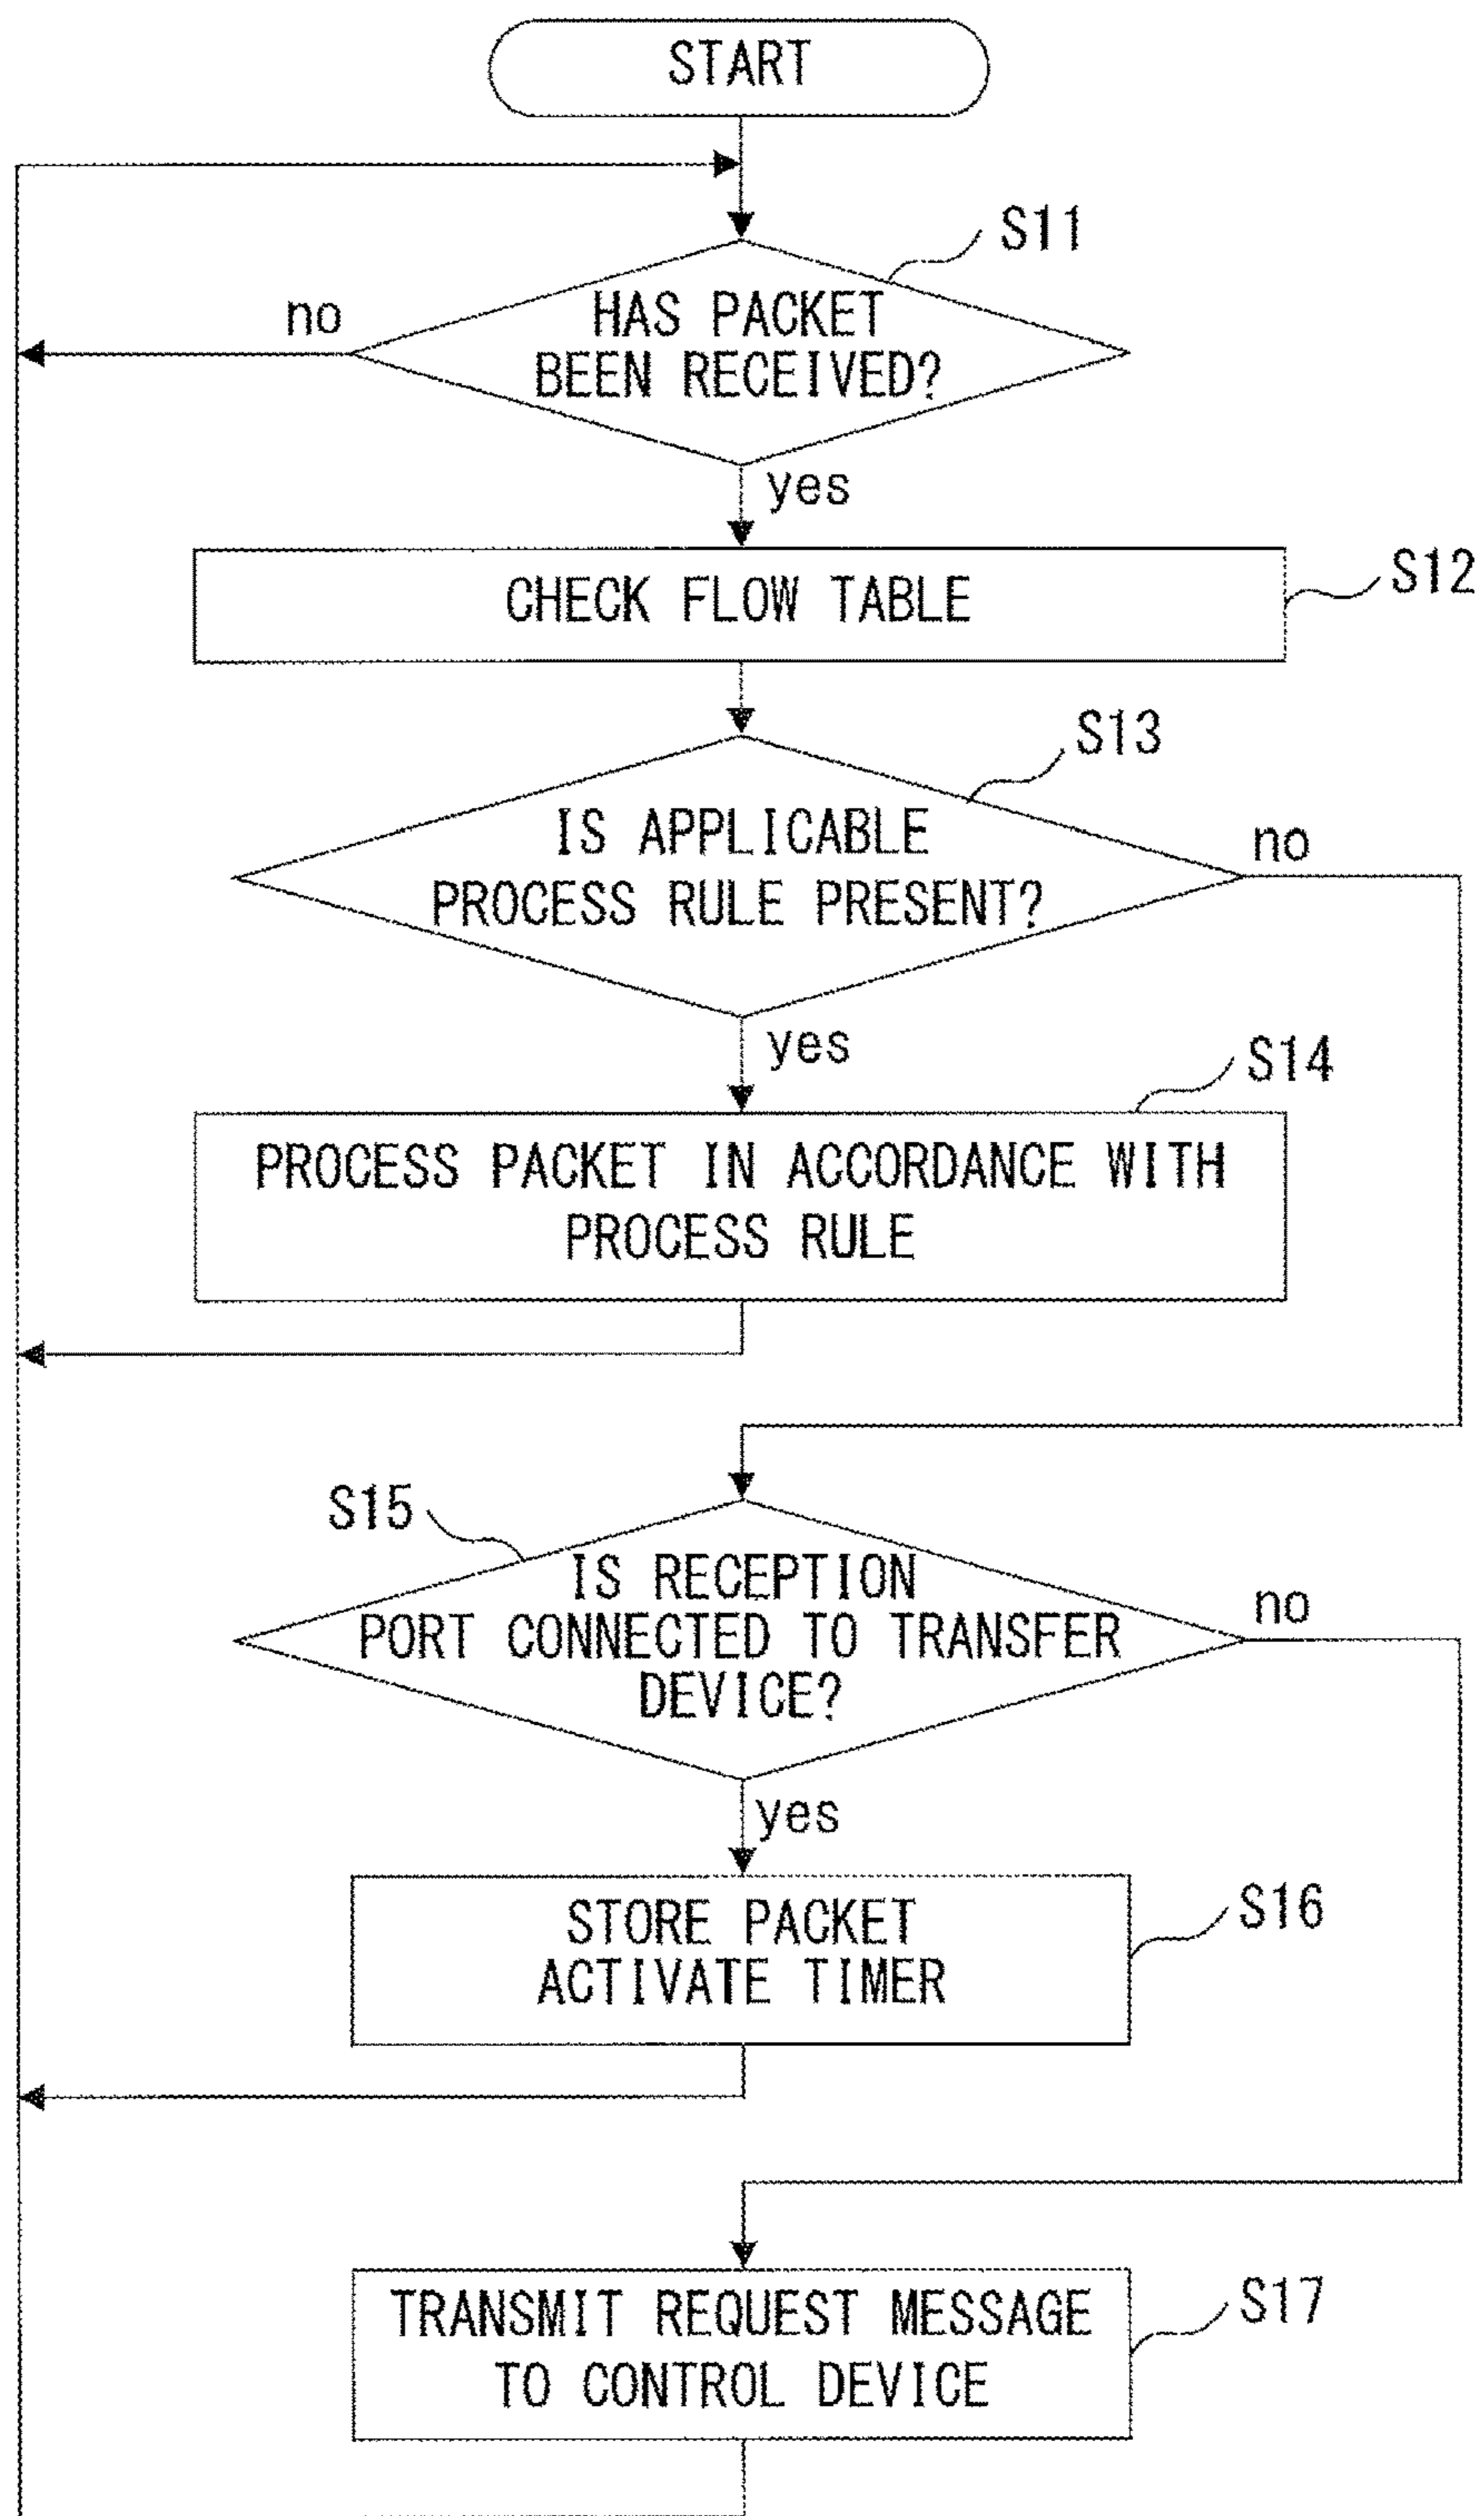 START
S11
HAS PACKET
BEEN RECEIVED?
no
yes
CHECK FLOW TABLE
S12
S13
IS APPLICABLE
PROCESS RULE PRESENT?
no
yes
S14
PROCESS PACKET IN ACCORDANCE WITH
PROCESS RULE
S15
IS RECEPTION
PORT CONNECTED TO TRANSFER
DEVICE?
no
yes
STORE PACKET
ACTIVATE TIMER
S16
TRANSMIT REQUEST MESSAGE
TO CONTROL DEVICE
S17